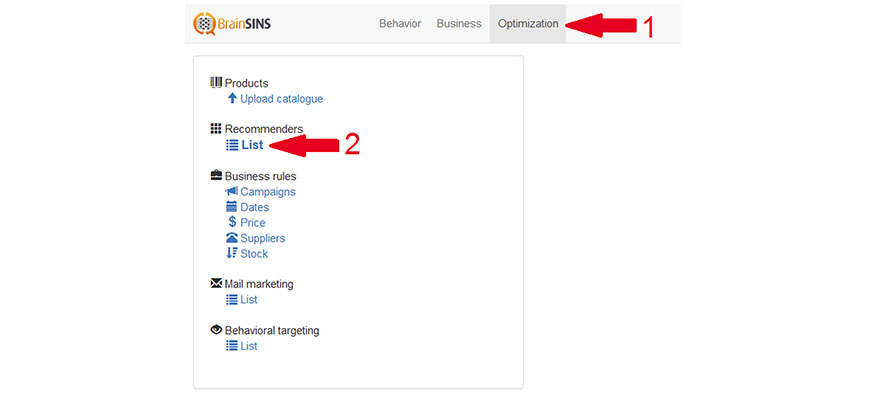 BrainSINS Behavior Business Optimization 1
Products
Upload catalogue
Recommenders
List 2
Business rules
Campaigns
Dates
$ Price
Suppliers
Stock
Mail marketing
List
Behavioral targeting
List